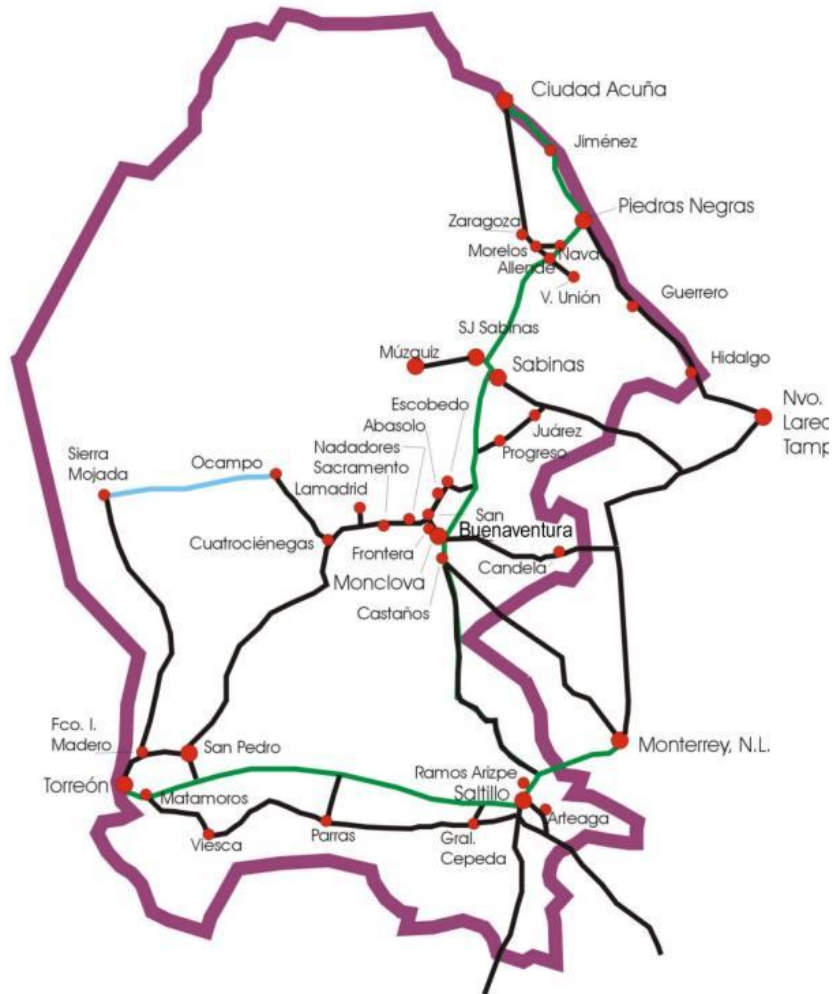 Ciudad Acuña
Jiménez
Piedras Negras
Zaragoza
Morelos
Nava
Allende
V. Unión
Guerrero
SJ Sabinas
Múzquiz
Sabinas
Hidalgo
Nvo.
Lared
Tamp
Escobedo
Abasolo
Juárez
Nadadores
Progreso
Sacramento
Sierra
Mojada
Ocampo
Lamadrid
San
Buenaventura
Cuatrociénegas
Frontera
Candela
Monclova
Castaños
Fco. I.
Madero
San Pedro
Monterrey, N.L.
Torreón
Ramos Arizpe
Matamoros
Saltillo
Arteaga
Viesca
Parras
Gral.
Cepeda